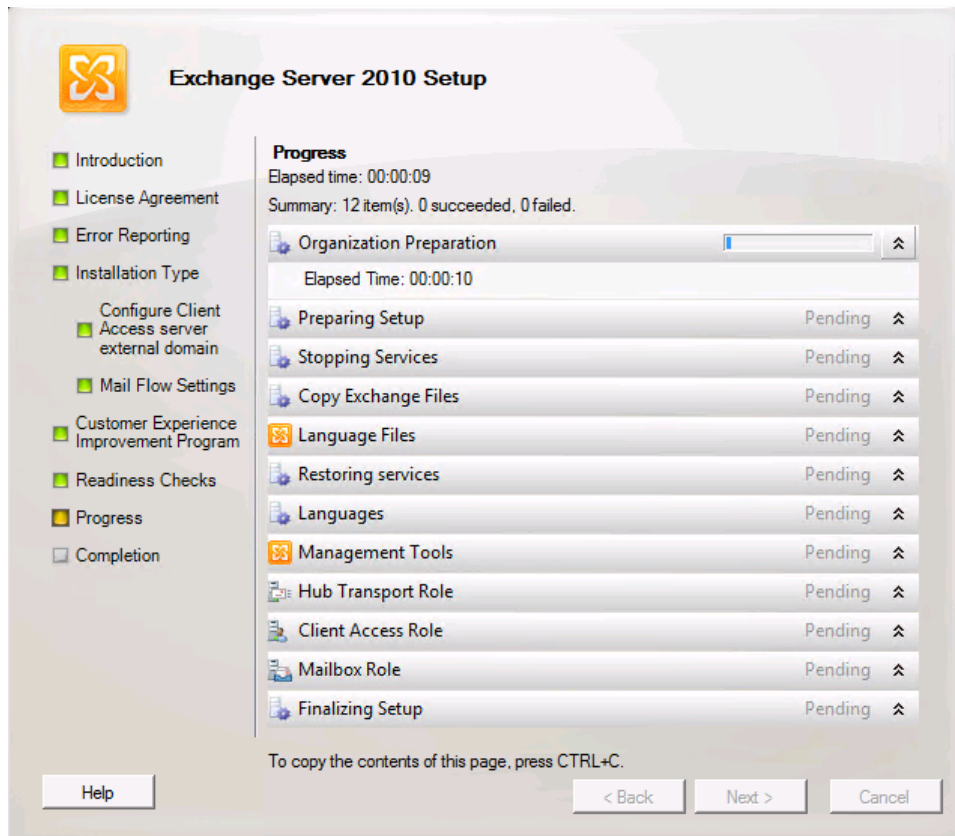 Exchange Server 2010 Setup
Introduction
License Agreement
Error Reporting
Installation Type
Configure Client
Access server
external domain
Mail Flow Settings
Customer Experience
Improvement Program
Readiness Checks
Progress
Completion
Progress
Elapsed time: 00:00:09
Summary: 12 item(s). 0 succeeded, 0 failed.
Organization Preparation
Elapsed Time: 00:00:10
Preparing Setup Pending
Stopping Services Pending
Copy Exchange Files Pending
Language Files Pending
Restoring services Pending
Languages Pending
Management Tools Pending
Hub Transport Role Pending
Client Access Role Pending
Mailbox Role Pending
Finalizing Setup Pending
To copy the contents of this page, press CTRL+C.
Help < Back Next > Cancel